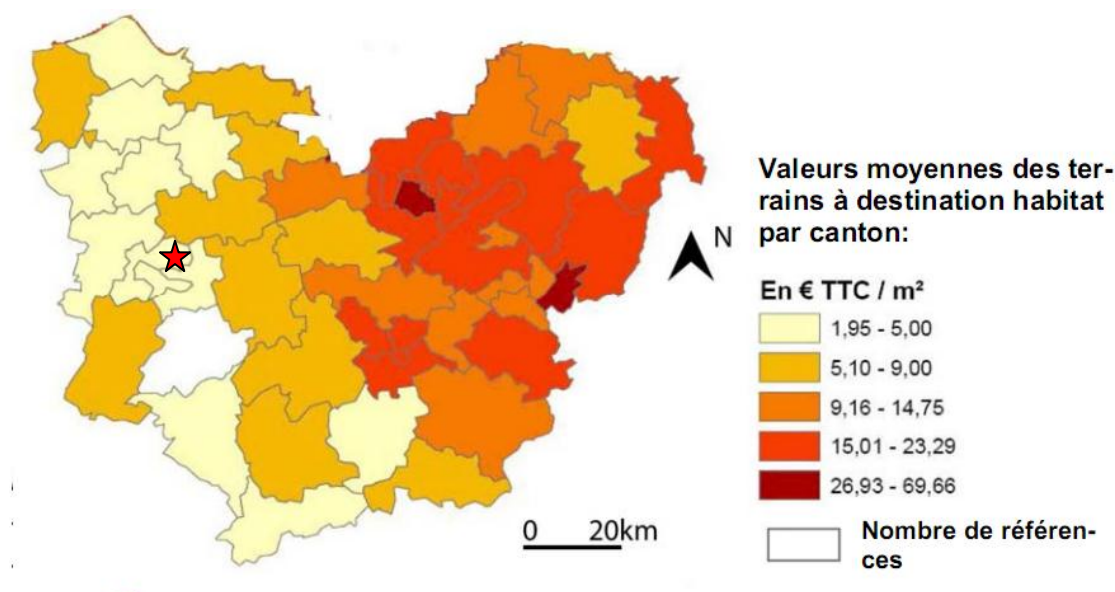 Valeurs moyennes des ter-
rains à destination habitat
par canton:
N
En € TTC / m²
1,95 - 5,00
5,10 - 9,00
9,16 - 14,75
15,01 - 23,29
26,93 - 69,66
0 20km
Nombre de référen-
ces